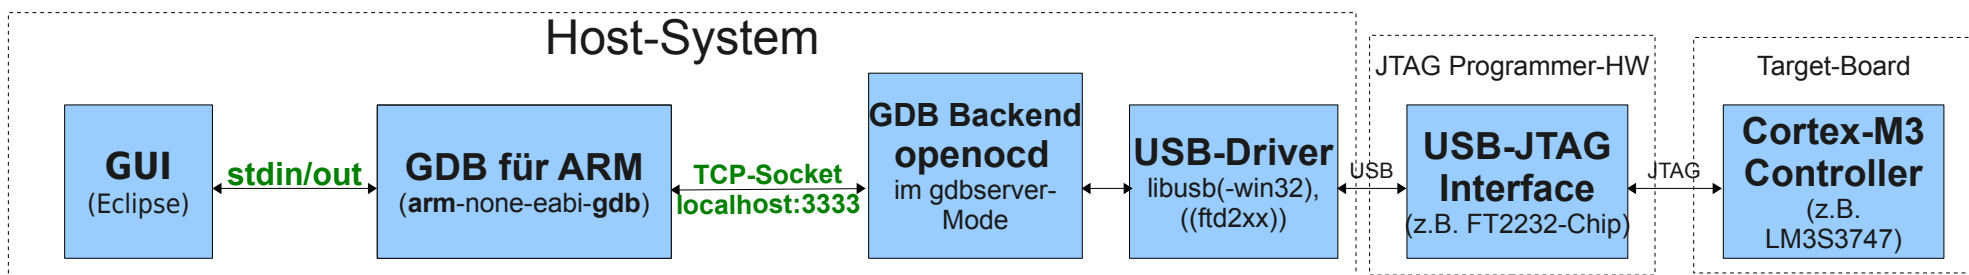 Host-System
JTAG Programmer-HW
Target-Board
GUI
(Eclipse)
stdin/out
GDB für ARM
(arm-none-eabi-gdb)
TCP-Socket
localhost:3333
GDB Backend
openocd
im gdbserver-
Mode
USB-Driver
libusb(-win32),
((ftd2xx))
USB
USB-JTAG
Interface
(z.B. FT2232-Chip)
JTAG
Cortex-M3
Controller
(z.B.
LM3S3747)